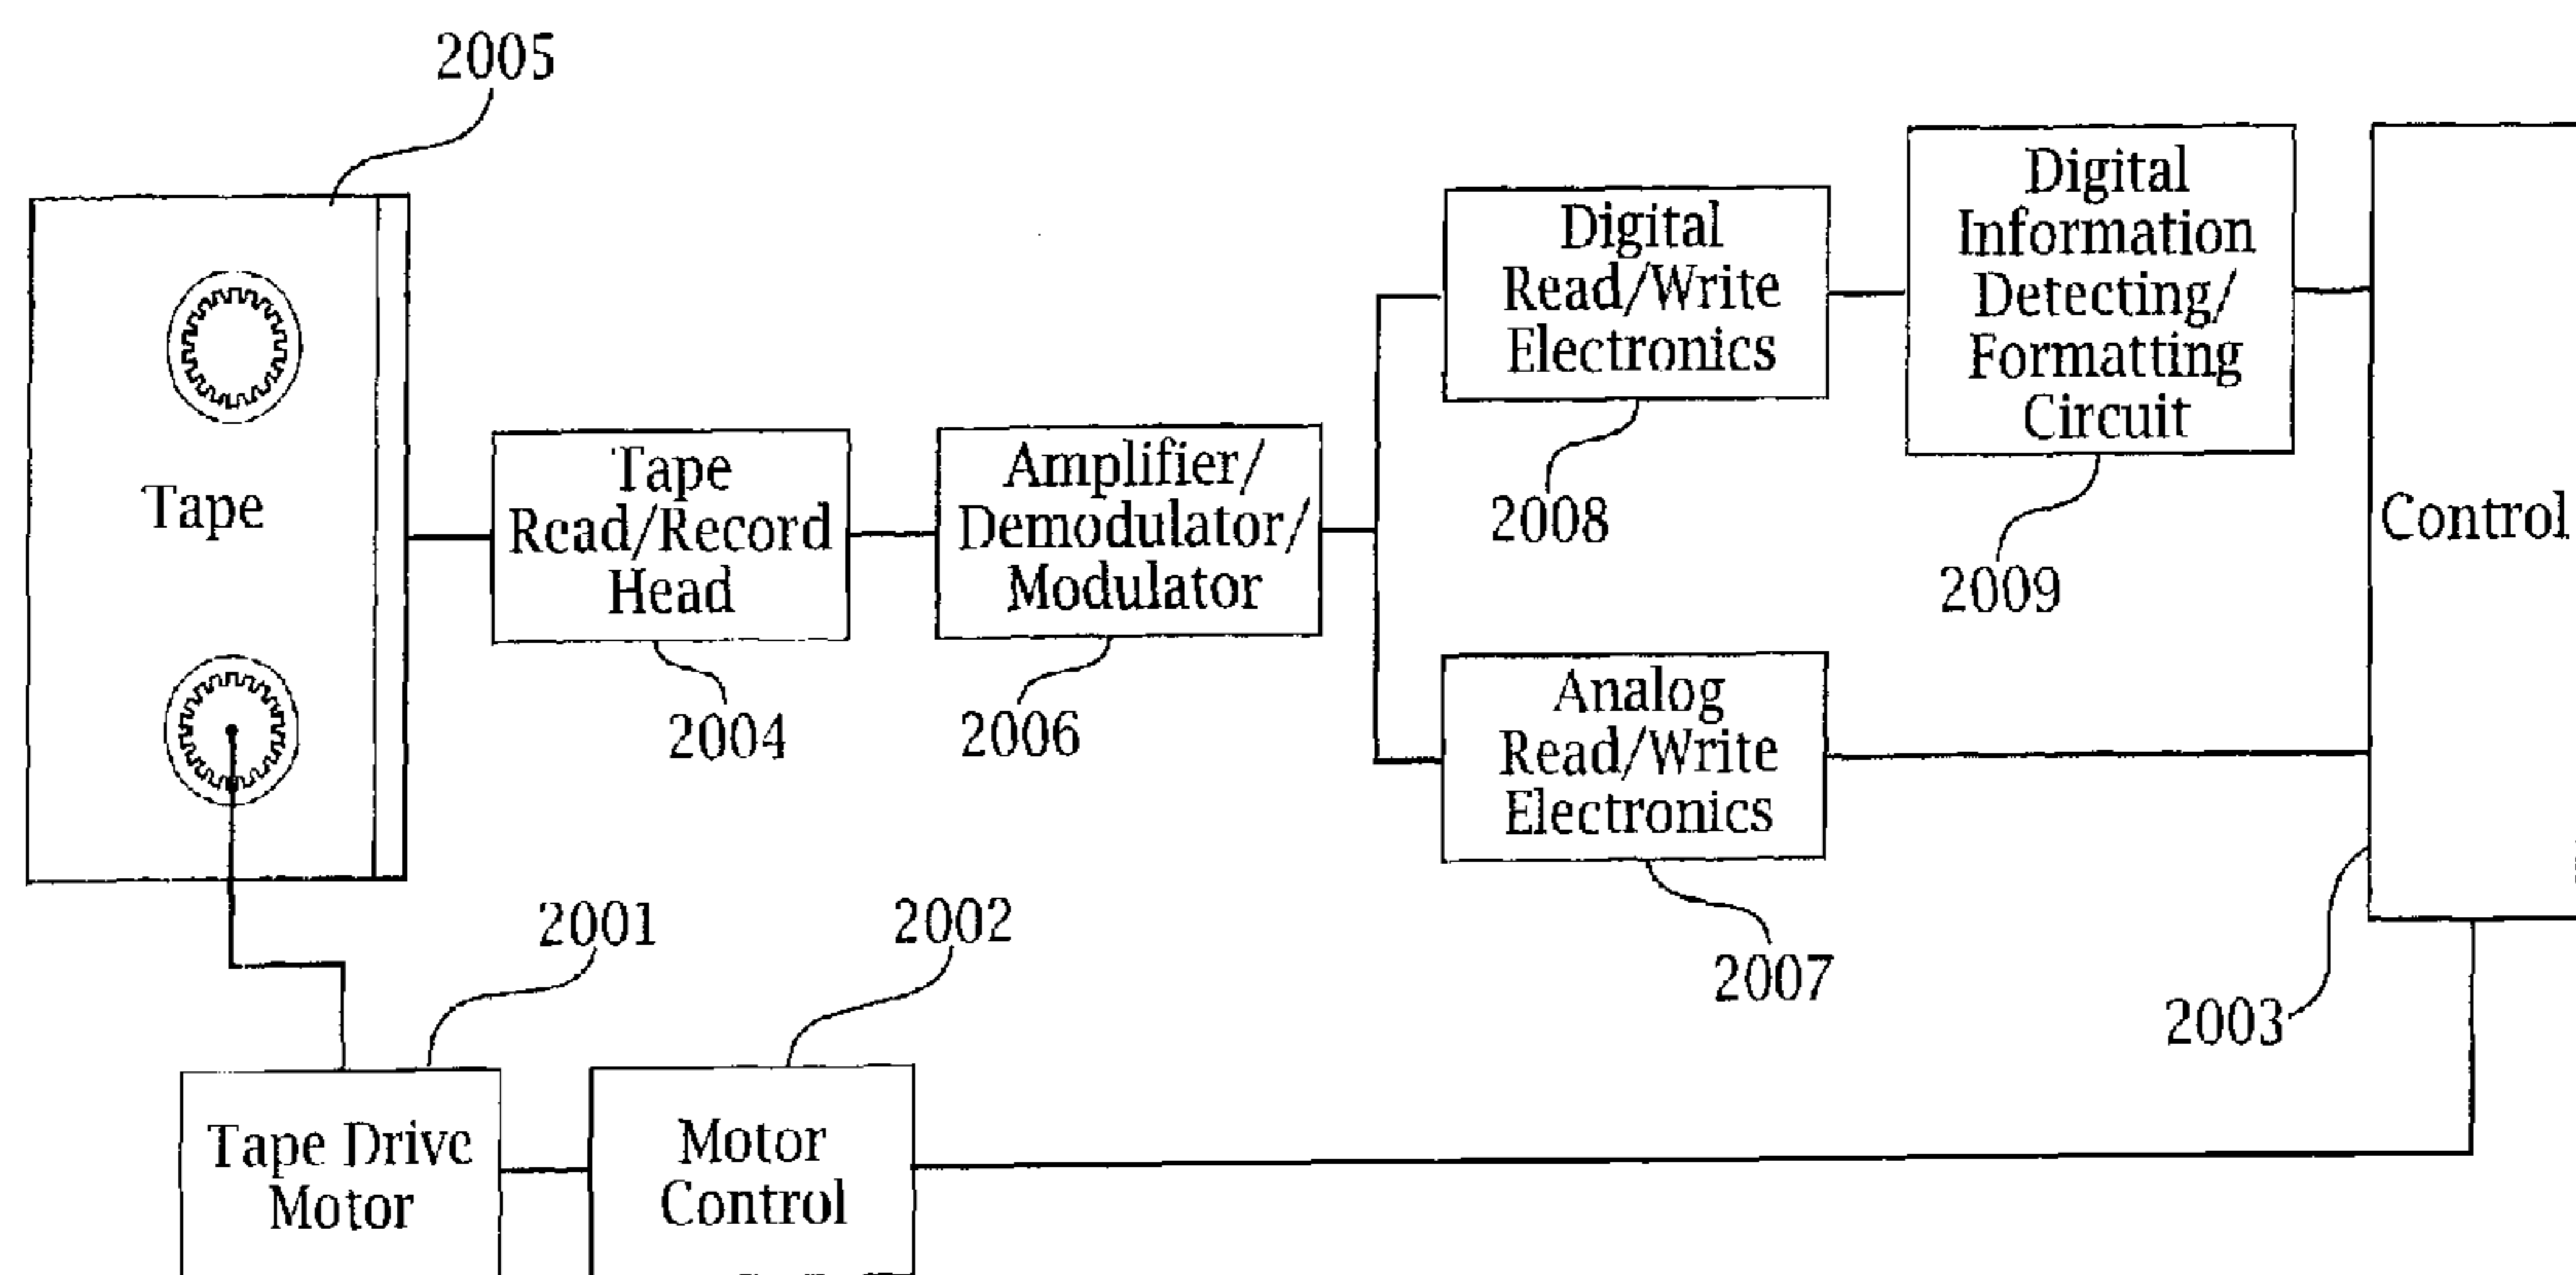 2005
Tape
Tape
Read/Record
Head
2004
Amplifier/
Demodulator/
Modulator
2006
Digital
Read/Write
Electronics
2008
Digital
Information
Detecting/
Formatting
Circuit
2009
Analog
Read/Write
Electronics
2007
Control
2003
2001
Tape Drive
Motor
2002
Motor
Control